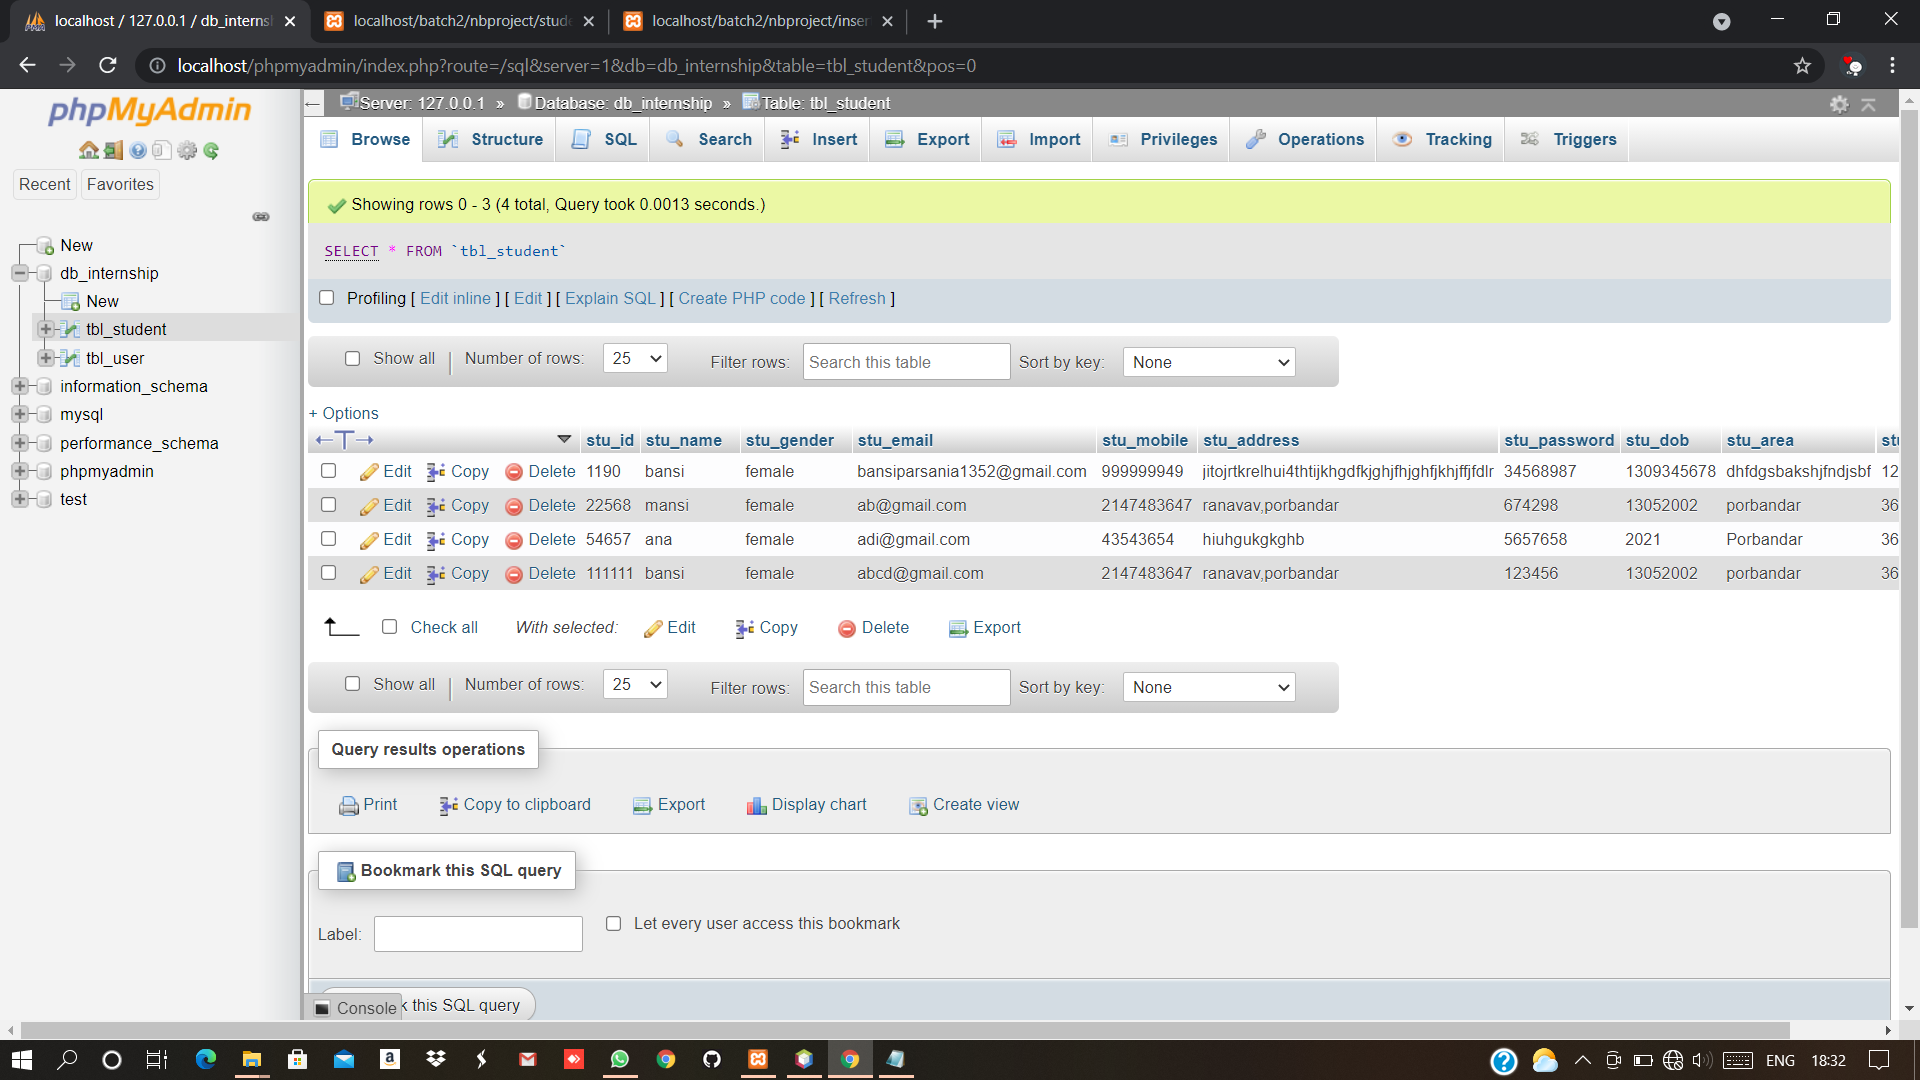 localhost / 127.0.0.1 / db_internsh
localhost/batch2/nbproject/stud
localhost/batch2/nbproject/inser
localhost/phpmyadmin/index.php?route=/sql&server=1&db=db_internship&table=tbl_student&pos=0
phpMyAdmin
Recent Favorites
New
db_internship
New
tbl_student
tbl_user
information_schema
mysql
performance_schema
phpmyadmin
test
Server: 127.0.0.1 » Database: db_internship » Table: tbl_student
Browse Structure SQL Search Insert Export Import Privileges Operations Tracking Triggers
Showing rows 0 - 3 (4 total, Query took 0.0013 seconds.)
SELECT * FROM `tbl_student`
Profiling [ Edit inline ] [ Edit ] [ Explain SQL ] [ Create PHP code ] [ Refresh ]
Show all | Number of rows: 25 Filter rows: Search this table Sort by key: None
+ Options
stu_id stu_name stu_gender stu_email stu_mobile stu_address stu_password stu_dob stu_area stu
Edit Copy Delete 1190 bansi female bansiparsania1352@gmail.com 999999949 jitojrtkrelhui4thtijkhgdfkjghjfhjghfjkhjffjfdlr 34568987 1309345678 dhfdgsbakshjfndjsbf 12
Edit Copy Delete 22568 mansi female ab@gmail.com 2147483647 ranavav,porbandar 674298 13052002 porbandar 36
Edit Copy Delete 54657 ana female adi@gmail.com 43543654 hiuhgukgkghb 5657658 2021 Porbandar 36
Edit Copy Delete 111111 bansi female abcd@gmail.com 2147483647 ranavav,porbandar 123456 13052002 porbandar 36
Check all With selected: Edit Copy Delete Export
Show all | Number of rows: 25 Filter rows: Search this table Sort by key: None
Query results operations
Print Copy to clipboard Export Display chart Create view
Bookmark this SQL query
Label: Let every user access this bookmark
Console k this SQL query
ENG 18:32